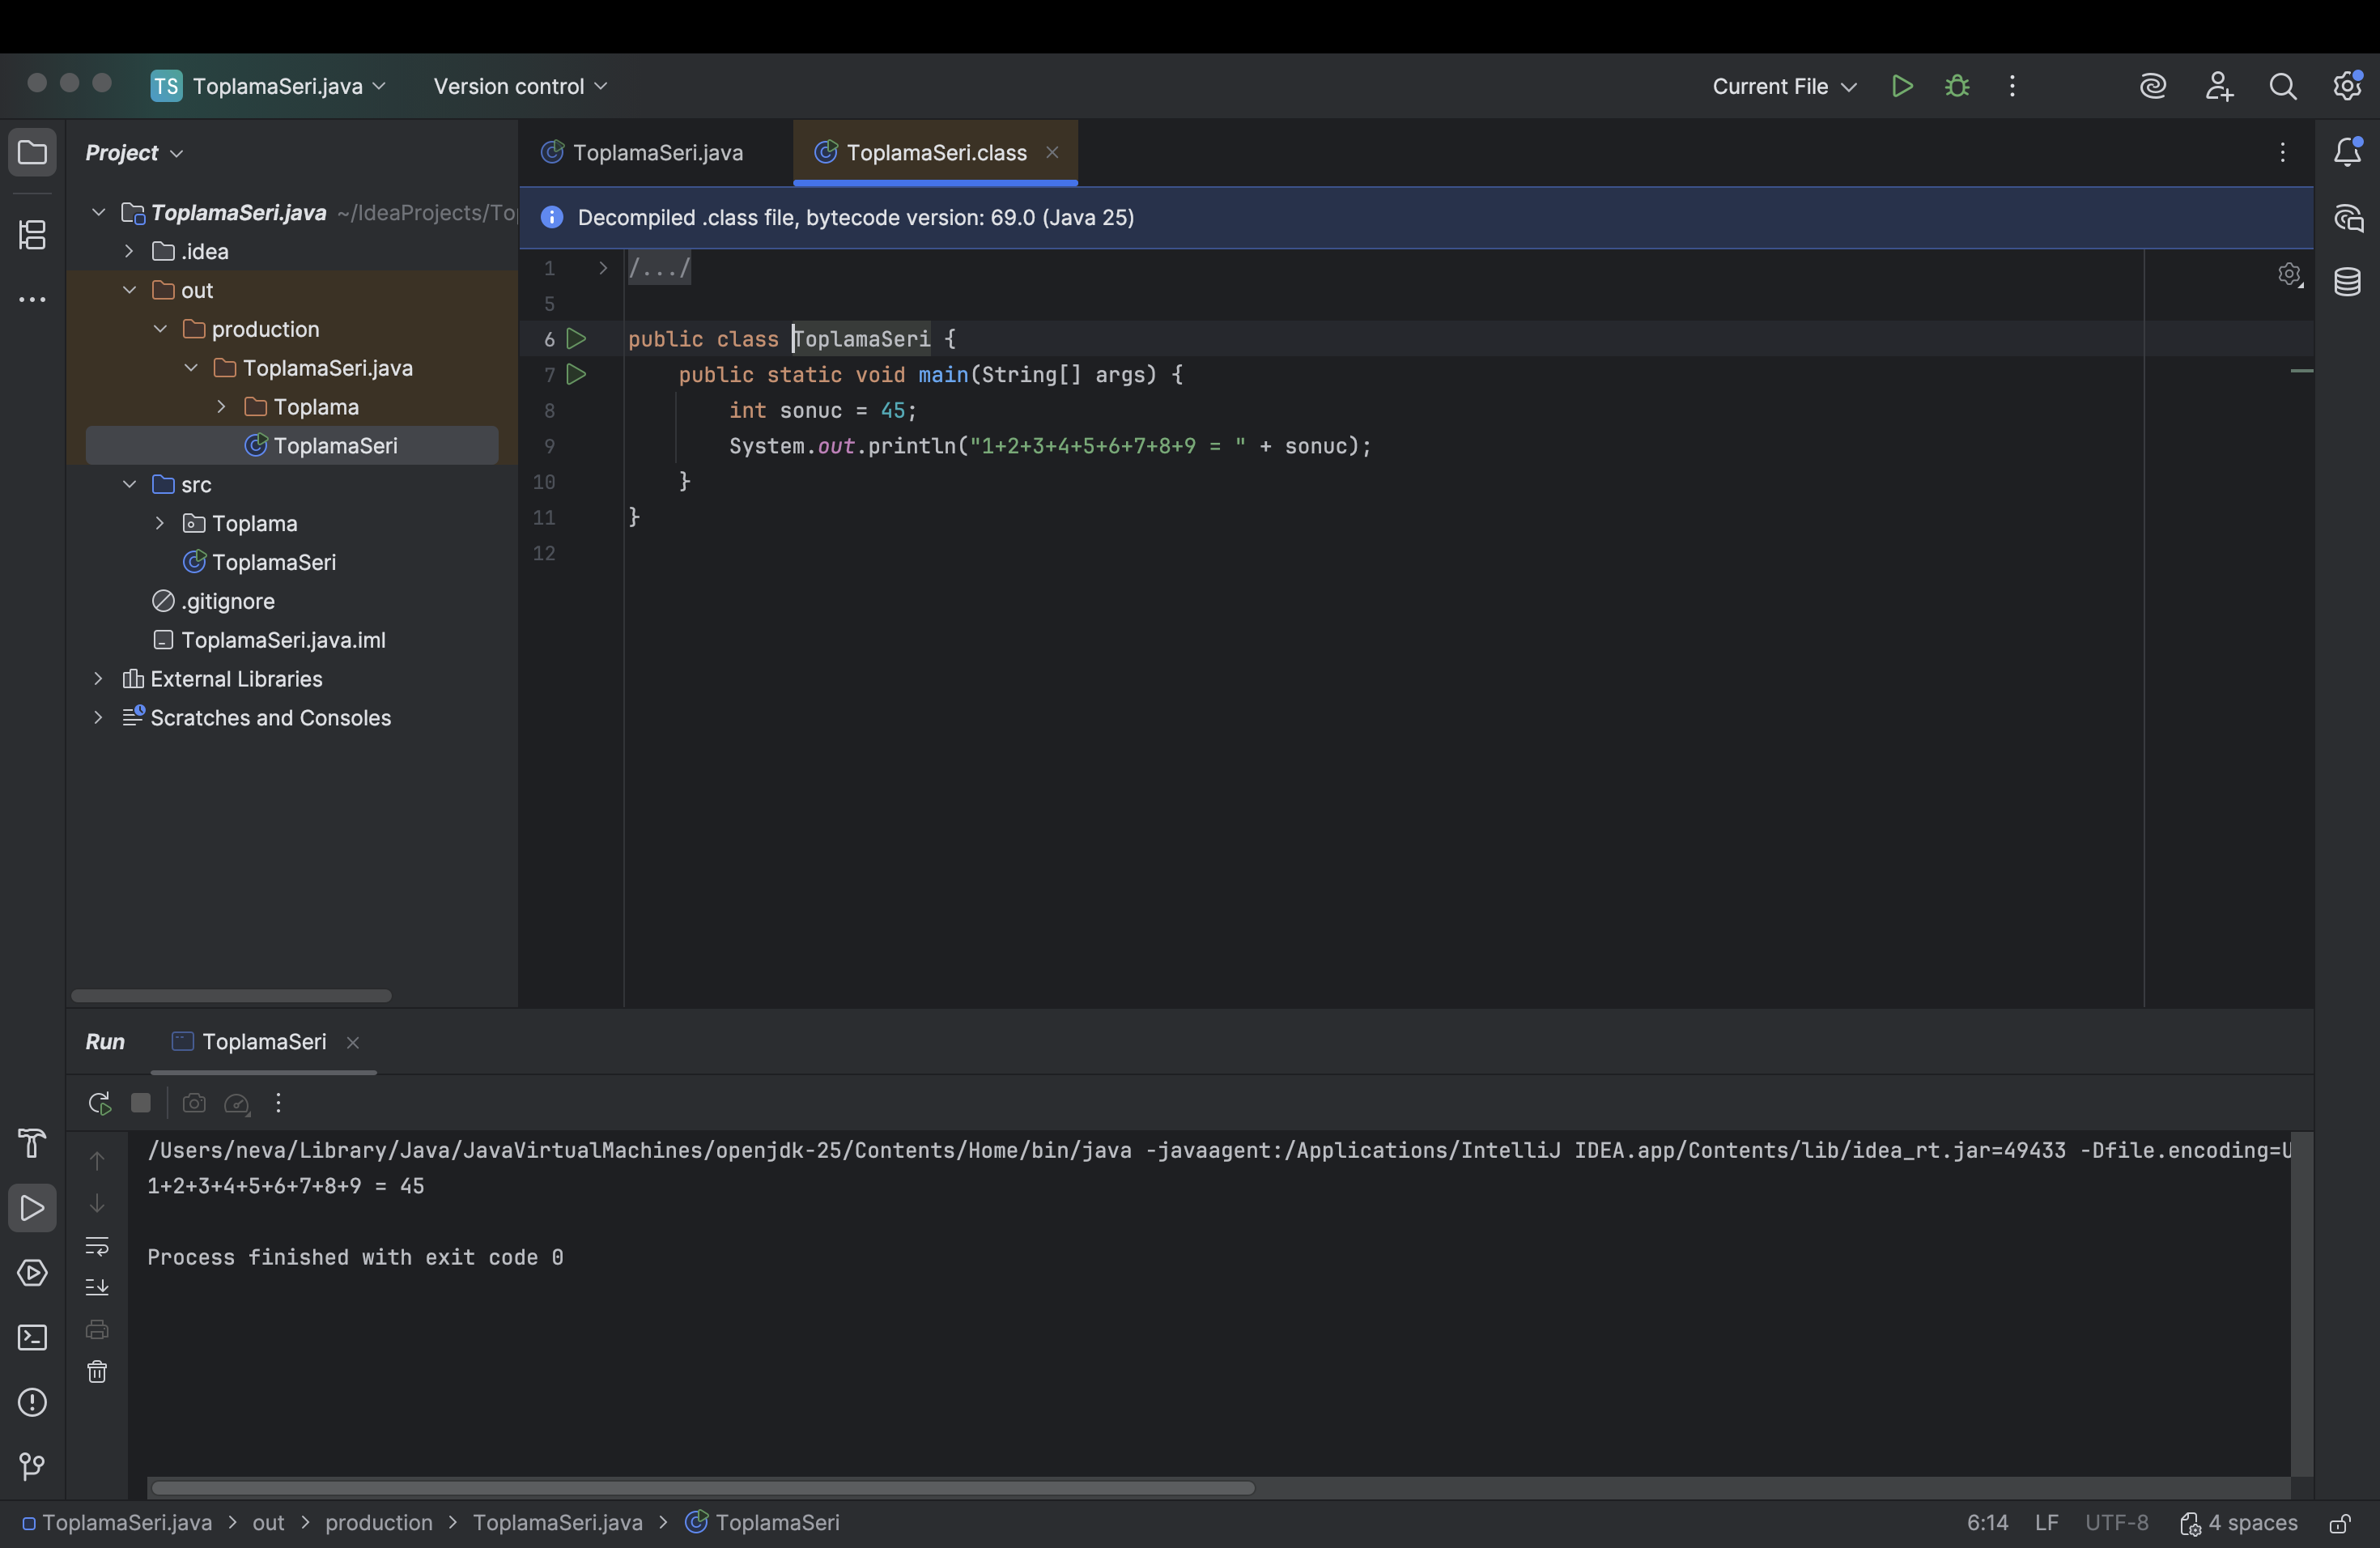 TS ToplamaSeri.java Version control Current File
Project
ToplamaSeri.java ~/IdeaProjects/To
.idea
out
production
ToplamaSeri.java
Toplama
ToplamaSeri
src
Toplama
ToplamaSeri
.gitignore
ToplamaSeri.java.iml
External Libraries
Scratches and Consoles
ToplamaSeri.java ToplamaSeri.class
Decompiled .class file, bytecode version: 69.0 (Java 25)
1 /.../
5
6 public class ToplamaSeri {
7 public static void main(String[] args) {
8 int sonuc = 45;
9 System.out.println("1+2+3+4+5+6+7+8+9 = " + sonuc);
10 }
11 }
12
Run ToplamaSeri
/Users/neva/Library/Java/JavaVirtualMachines/openjdk-25/Contents/Home/bin/java -javaagent:/Applications/IntelliJ IDEA.app/Contents/lib/idea_rt.jar=49433 -Dfile.encoding=U
1+2+3+4+5+6+7+8+9 = 45
Process finished with exit code 0
ToplamaSeri.java > out > production > ToplamaSeri.java > ToplamaSeri 6:14 LF UTF-8 4 spaces